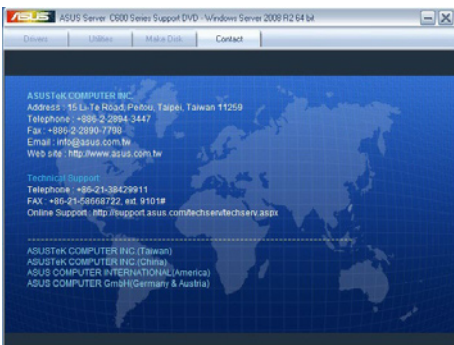 ASUS ASUS Server C600 Series Support DVD - Windows Server 2008 R2 64 bit
Drivers Utilities Make Disk Contact
ASUSTeK COMPUTER INC.
Address : 15 Li-Te Road, Peitou, Taipei, Taiwan 11259
Telephone : +886-2-2894-3447
Fax : +886-2-2890-7798
Email : info@asus.com.tw
Web site : http://www.asus.com.tw
Technical Support
Telephone : +86-21-38429911
FAX : +86-21-58668722, ext. 9101#
Online Support : http://support.asus.com/techserv/techserv.aspx
ASUSTeK COMPUTER INC.(Taiwan)
ASUSTeK COMPUTER INC.(China)
ASUS COMPUTER INTERNATIONAL(America)
ASUS COMPUTER GmbH(Germany & Austria)